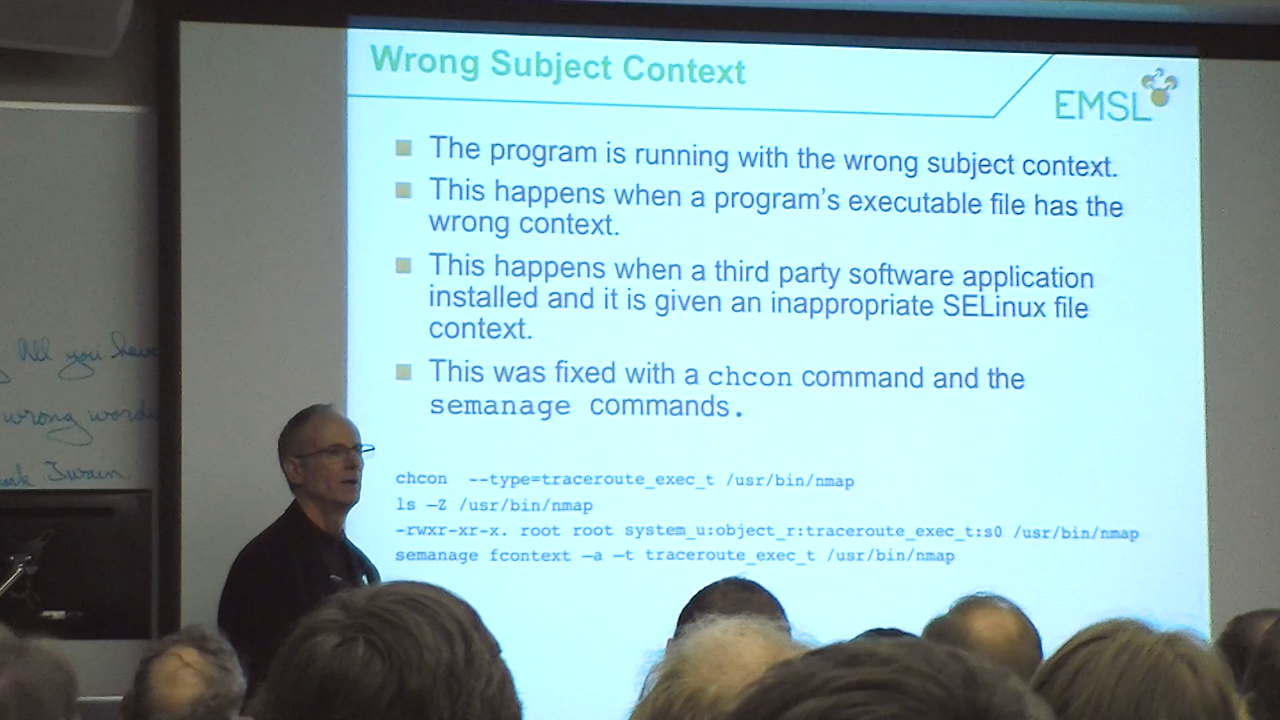 Wrong Subject Context
EMSL
The program is running with the wrong subject context.
This happens when a program's executable file has the
wrong context.
This happens when a third party software application
installed and it is given an inappropriate SELinux file
context.
This was fixed with a chcon command and the
semanage commands.
chcon --type=traceroute_exec_t /usr/bin/nmap
ls –Z /usr/bin/nmap
-rwxr-xr-x. root root system_u:object_r:traceroute_exec_t:s0 /usr/bin/nmap
semanage fcontext –a –t traceroute_exec_t /usr/bin/nmap
All you have
wrong words
Twain